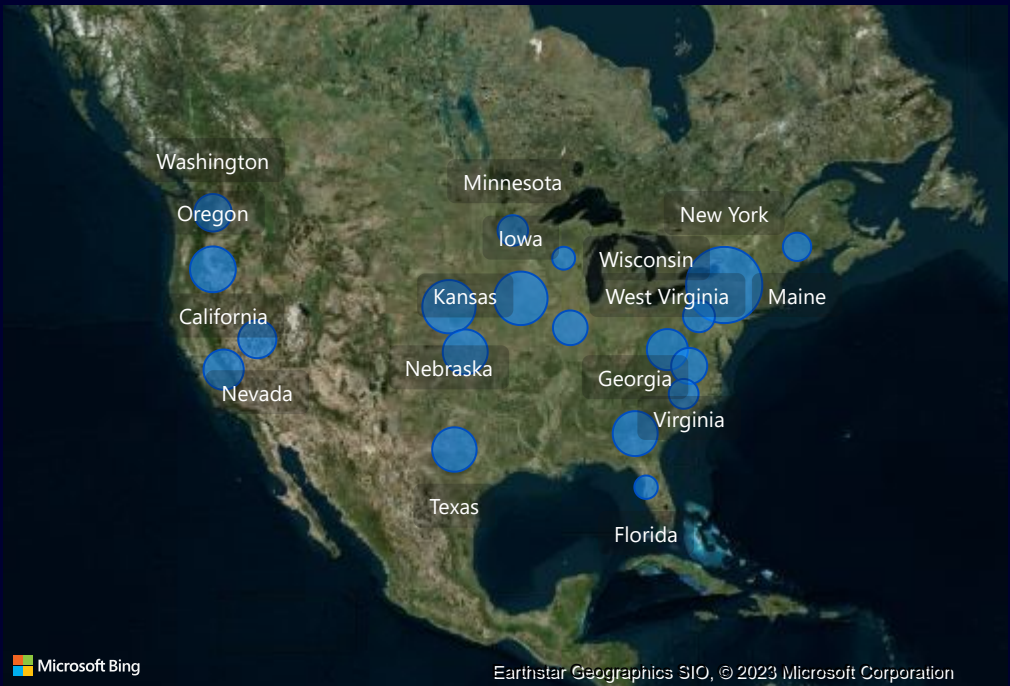 Washington
Minnesota
Oregon
New York
Iowa
Wisconsin
Kansas
West Virginia
Maine
California
Nebraska
Georgia
Nevada
Virginia
Texas
Florida
Microsoft Bing
Earthstar Geographics SIO, © 2023 Microsoft Corporation